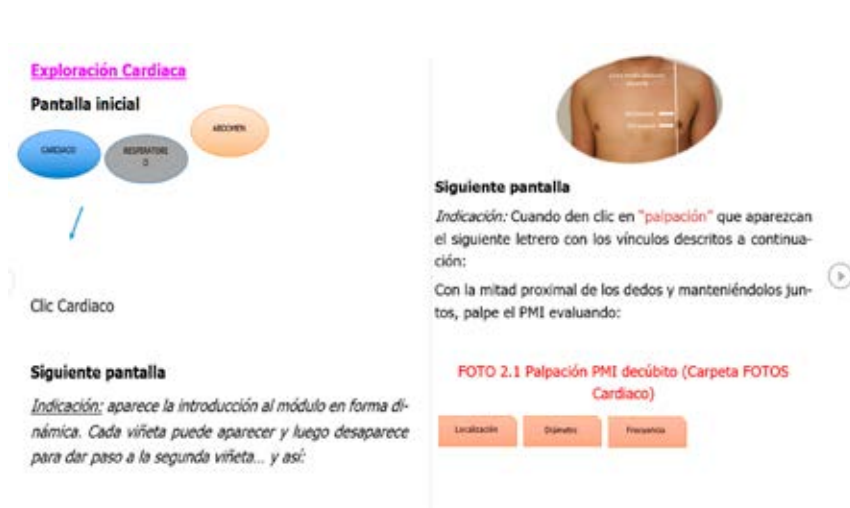 Exploración Cardiaca
Pantalla inicial
CARDIACO
RESPIRATORI
O
ABDOMEN
Clic Cardiaco
Siguiente pantalla
Indicación: aparece la introducción al módulo en forma di-
námica. Cada viñeta puede aparecer y luego desaparece
para dar paso a la segunda viñeta... y así:
Siguiente pantalla
Indicación: Cuando den clic en "palpación" que aparezcan
el siguiente letrero con los vínculos descritos a continua-
ción:
Con la mitad proximal de los dedos y manteniéndolos jun-
tos, palpe el PMI evaluando:
FOTO 2.1 Palpación PMI decúbito (Carpeta FOTOS
Cardiaco)
Localización
Diámetro
Frecuencia